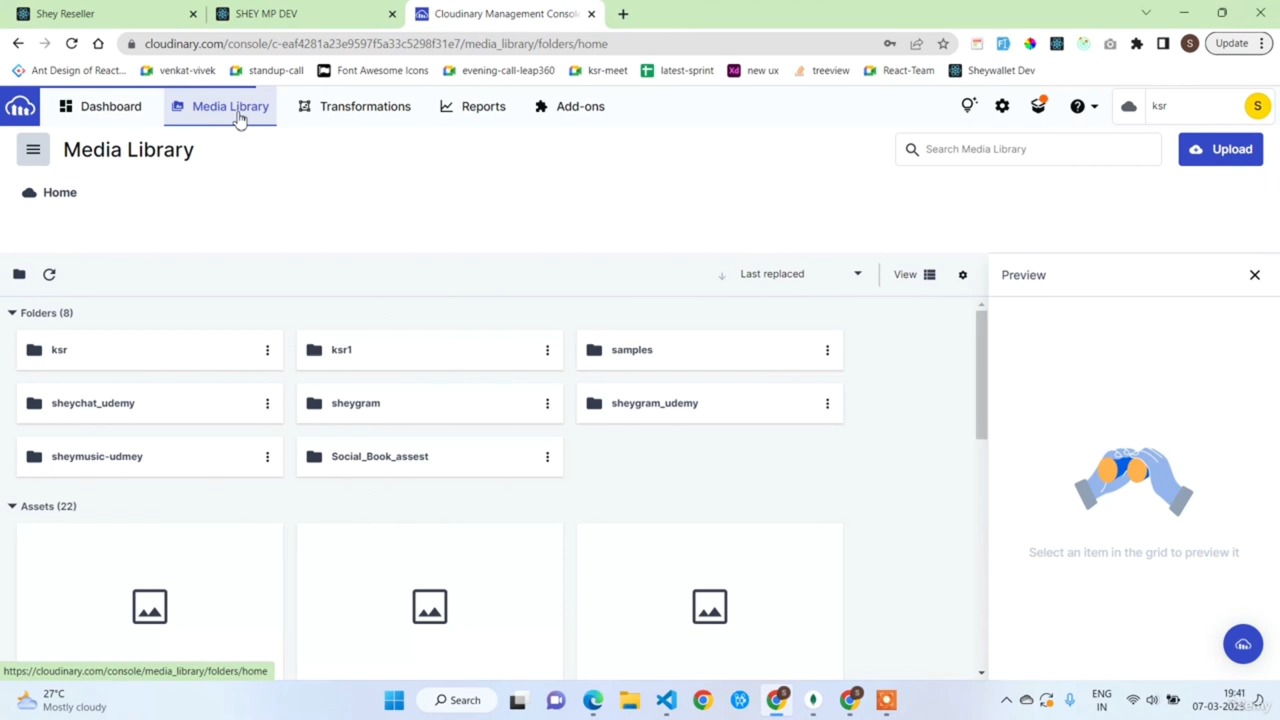 Shey Reseller
SHEY MP DEV
Cloudinary Management Console
cloudinary.com/console/c-eaf4281a23e9597f5a33c5298f31e7/media_library/folders/home
S
Update
Ant Design of React...
venkat-vivek
standup-call
Font Awesome Icons
evening-call-leap360
ksr-meet
latest-sprint
Xd
new ux
treeview
React-Team
Sheywallet Dev
Dashboard
Media Library
Transformations
Reports
Add-ons
ksr
S
Media Library
Search Media Library
Upload
Home
Last replaced
View
Preview
Folders (8)
ksr
ksr1
samples
sheychat_udemy
sheygram
sheygram_udemy
sheymusic-udmey
Social_Book_assest
Assets (22)
Select an item in the grid to preview it
https://cloudinary.com/console/media_library/folders/home
27°C
Mostly cloudy
Search
ENG
IN
19:41
07-03-2023